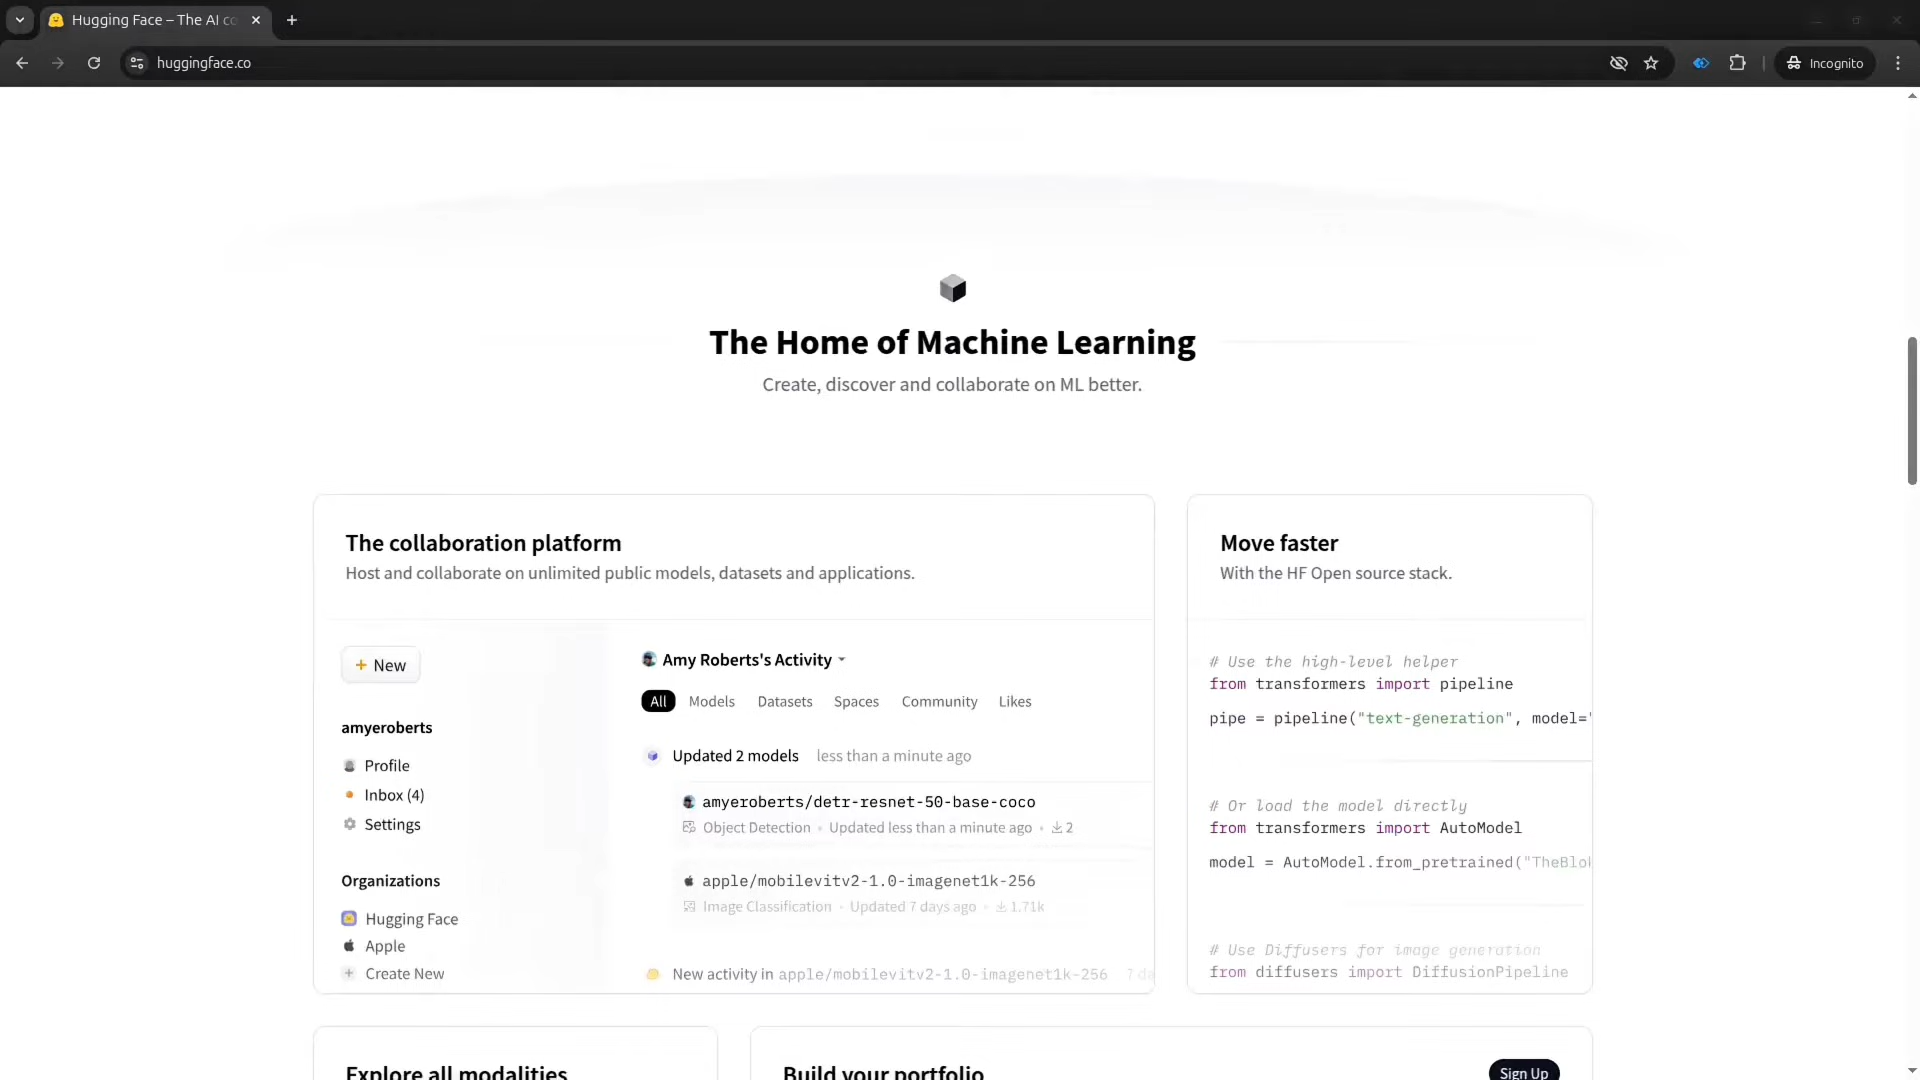 Hugging Face – The AI co
huggingface.co
Incognito
The Home of Machine Learning
Create, discover and collaborate on ML better.
The collaboration platform
Host and collaborate on unlimited public models, datasets and applications.
+ New
amyeroberts
Profile
Inbox (4)
Settings
Organizations
Hugging Face
Apple
Create New
Amy Roberts's Activity
All Models Datasets Spaces Community Likes
Updated 2 models less than a minute ago
amyeroberts/detr-resnet-50-base-coco
Object Detection • Updated less than a minute ago • 2
apple/mobilevitv2-1.0-imagenet1k-256
Image Classification • Updated 7 days ago • 1.71k
New activity in apple/mobilevitv2-1.0-imagenet1k-256 7 da
Move faster
With the HF Open source stack.
# Use the high-level helper
from transformers import pipeline
pipe = pipeline("text-generation", model="
# Or load the model directly
from transformers import AutoModel
model = AutoModel.from_pretrained("TheBlo
# Use Diffusers for image generation
from diffusers import DiffusionPipeline
Explore all modalities
Build your portfolio
Sign Up